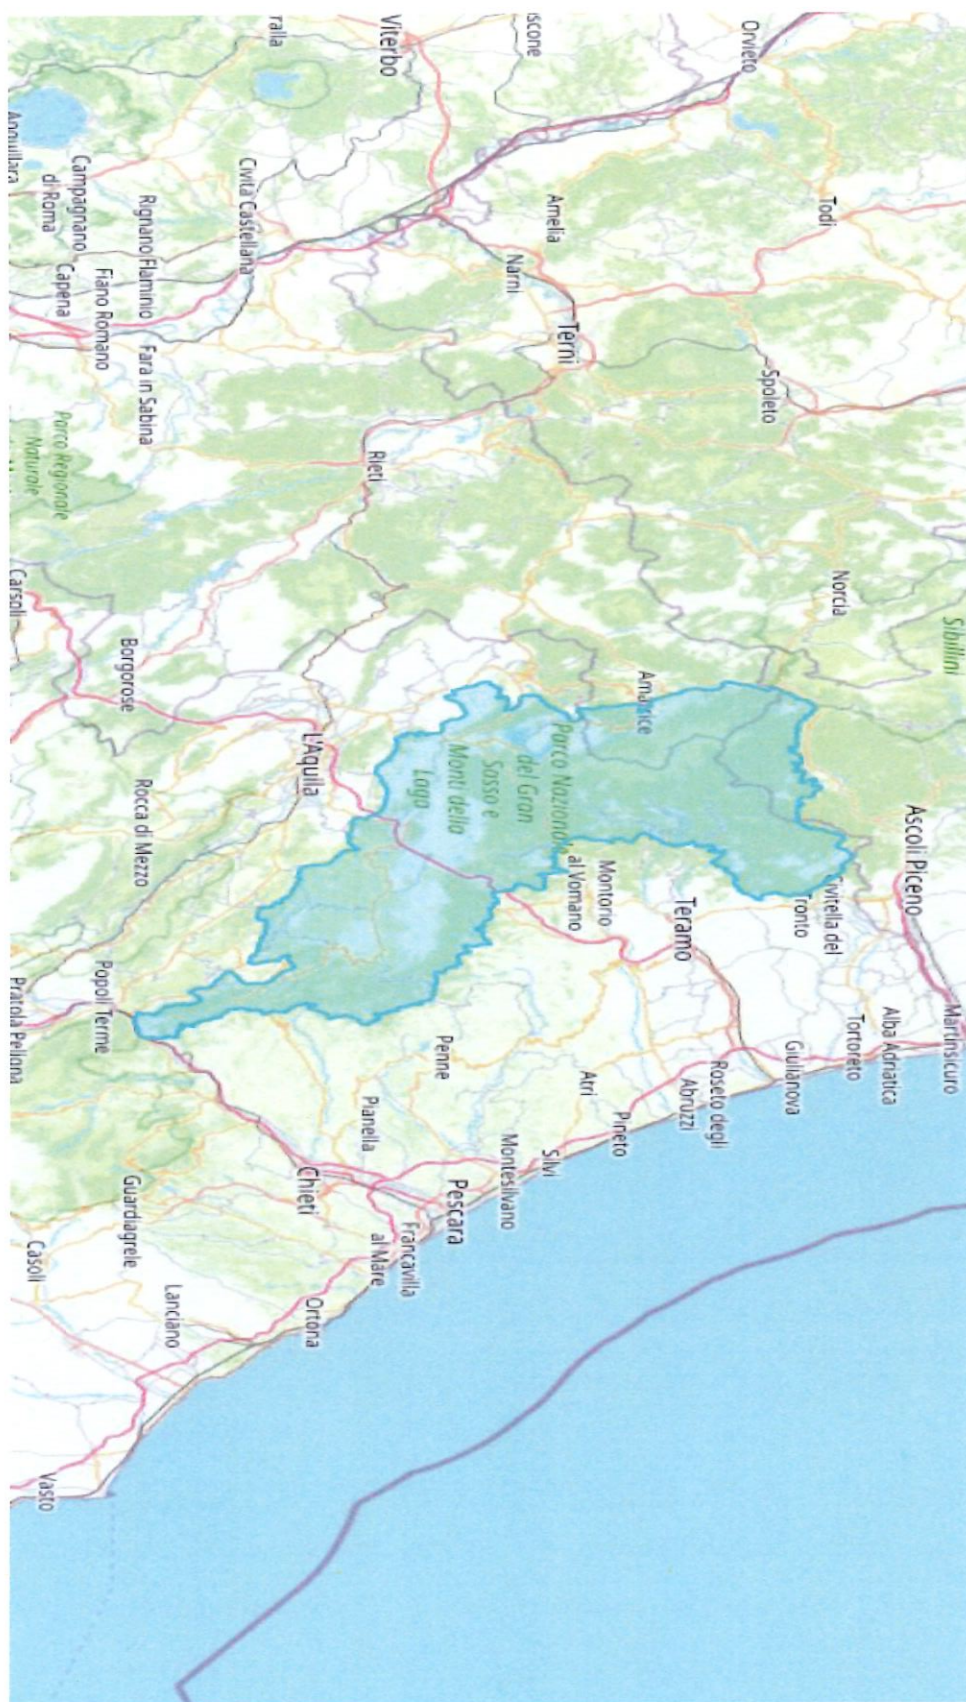 Sibillini
Martinsicuro
Ascoli Piceno
Alba Adriatica
Tortoreto
Norcia
Civitella del
Tronto
Todi
Giulianova
Orvieto
Spoleto
Roseto degli
Abruzzi
Teramo
Amatrice
Pineto
Montorio
al Vomano
Atri
Terni
Amelia
Silvi
Parco Nazionale
del Gran
Sasso e
Monti della
Laga
Narni
Montesilvano
Pescara
Penne
Francavilla
al Mare
Viterbo
Rieti
Pianella
L'Aquila
Chieti
Ortona
Civita Castellana
Rignano Flaminio
Fara in Sabina
Borgorose
Rocca di Mezzo
Lanciano
Guardiagrele
Popoli Terme
Fiano Romano
Campagnano
di Roma
Capena
Parco Regionale
Naturale
Casoli
Vasto
Carsoli
Pratola Peligna
Anguillara